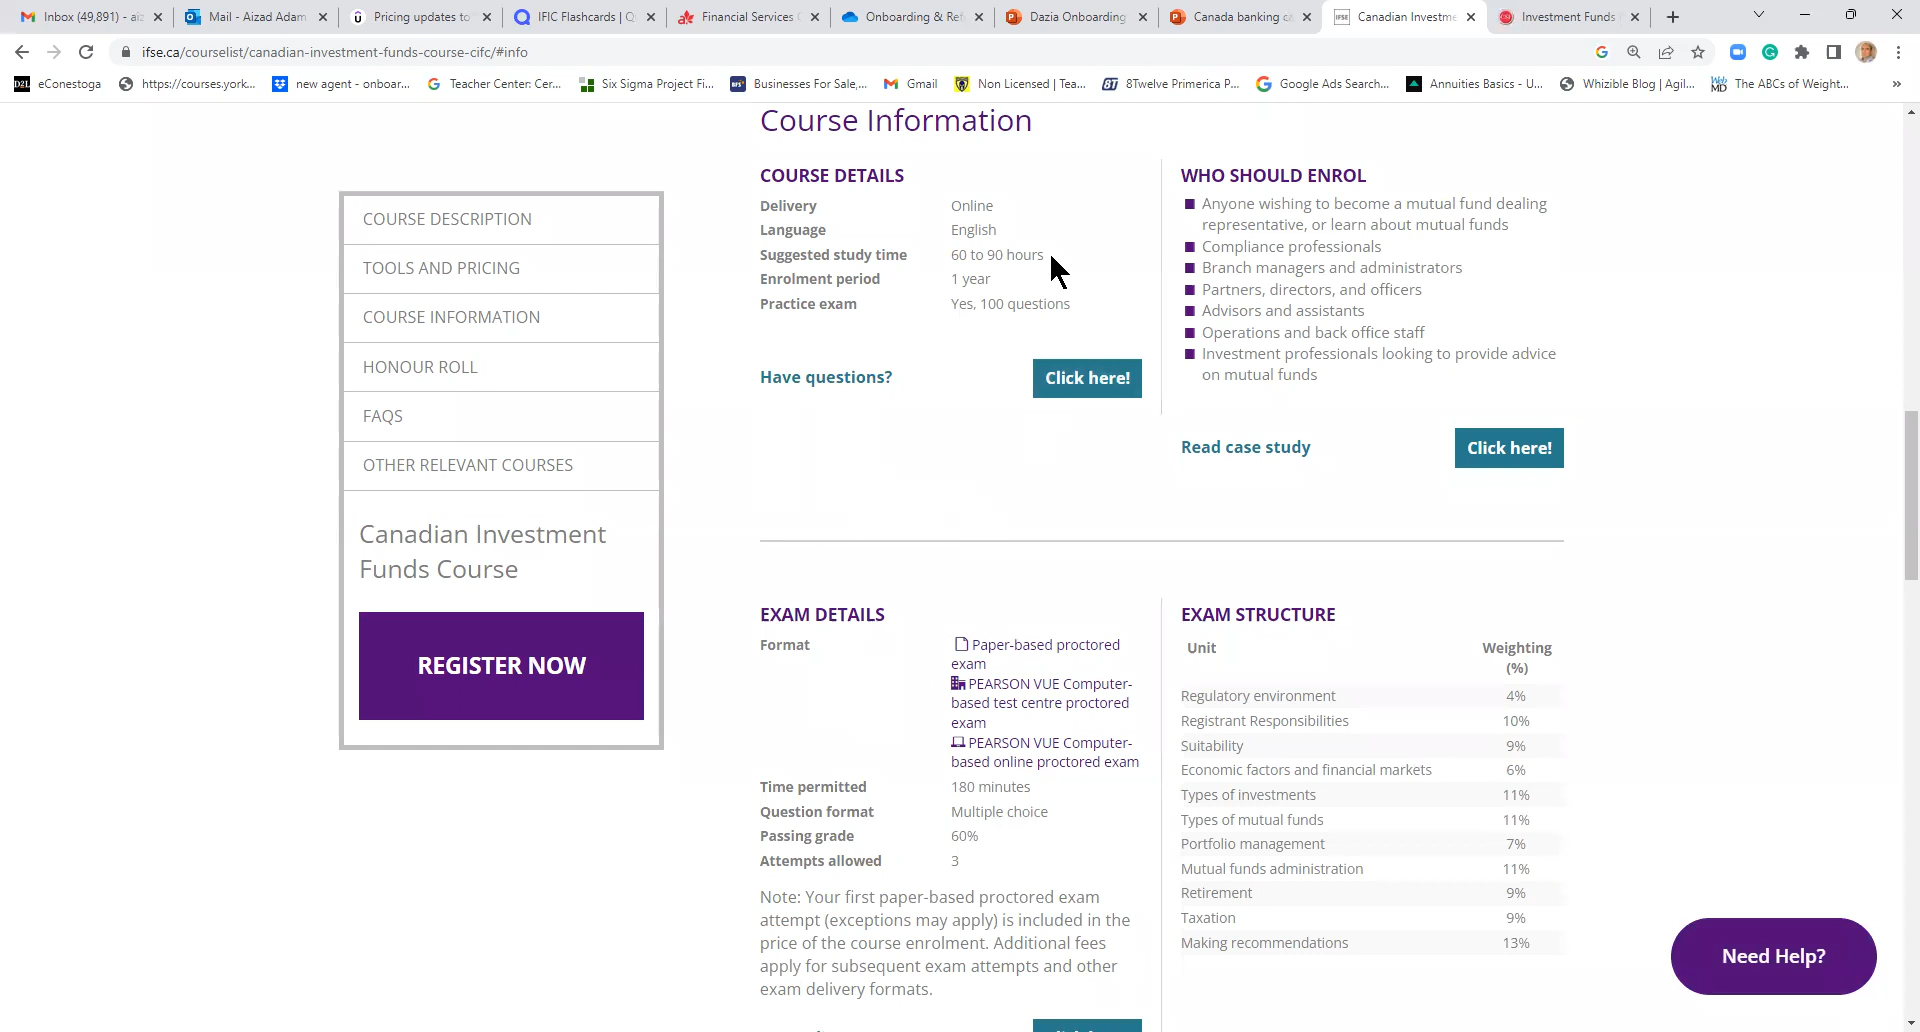 Inbox (49,891) - aiz
Mail - Aizad Adam
Pricing updates to
IFIC Flashcards | Q
Financial Services C
Onboarding & Ref
Dazia Onboarding
Canada banking c
Canadian Investme
Investment Funds
ifse.ca/courselist/canadian-investment-funds-course-cifc/#info
eConestoga
https://courses.york...
new agent - onboar...
Teacher Center: Cer...
Six Sigma Project Fi...
Businesses For Sale,...
Gmail
Non Licensed | Tea...
8Twelve Primerica P...
Google Ads Search...
Annuities Basics - U...
Whizible Blog | Agil...
The ABCs of Weight...
Course Information
COURSE DESCRIPTION
TOOLS AND PRICING
COURSE INFORMATION
HONOUR ROLL
FAQS
OTHER RELEVANT COURSES
Canadian Investment
Funds Course
REGISTER NOW
COURSE DETAILS
Delivery Online
Language English
Suggested study time 60 to 90 hours
Enrolment period 1 year
Practice exam Yes, 100 questions
Have questions? Click here!
WHO SHOULD ENROL
Anyone wishing to become a mutual fund dealing
representative, or learn about mutual funds
Compliance professionals
Branch managers and administrators
Partners, directors, and officers
Advisors and assistants
Operations and back office staff
Investment professionals looking to provide advice
on mutual funds
Read case study Click here!
EXAM DETAILS
Format Paper-based proctored
exam
PEARSON VUE Computer-
based test centre proctored
exam
PEARSON VUE Computer-
based online proctored exam
Time permitted 180 minutes
Question format Multiple choice
Passing grade 60%
Attempts allowed 3
Note: Your first paper-based proctored exam
attempt (exceptions may apply) is included in the
price of the course enrolment. Additional fees
apply for subsequent exam attempts and other
exam delivery formats.
EXAM STRUCTURE
Unit Weighting
(%)
Regulatory environment 4%
Registrant Responsibilities 10%
Suitability 9%
Economic factors and financial markets 6%
Types of investments 11%
Types of mutual funds 11%
Portfolio management 7%
Mutual funds administration 11%
Retirement 9%
Taxation 9%
Making recommendations 13%
Need Help?